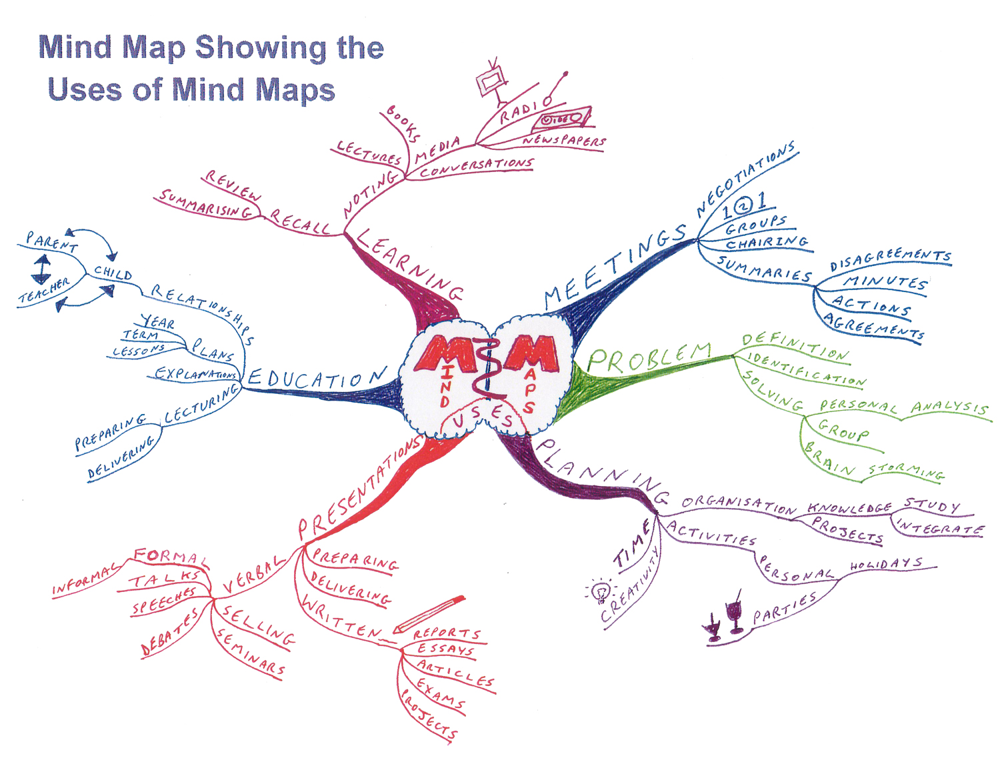 Mind Map Showing the
Uses of Mind Maps
MIND
MAPS
USES
LEARNING
NOTING
BOOKS
LECTURES
MEDIA
RADIO
VIDEO
NEWSPAPERS
CONVERSATIONS
RECALL
REVIEW
SUMMARISING
MEETINGS
NEGOTIATIONS
1 2 1
GROUPS
CHAIRING
SUMMARIES
DISAGREEMENTS
MINUTES
ACTIONS
AGREEMENTS
PROBLEM
DEFINITION
IDENTIFICATION
SOLVING
PERSONAL ANALYSIS
GROUP
BRAIN STORMING
PLANNING
ORGANISATION
KNOWLEDGE
STUDY
INTEGRATE
PROJECTS
ACTIVITIES
PERSONAL
HOLIDAYS
PARTIES
TIME
CREATIVITY
PRESENTATIONS
PREPARING
DELIVERING
WRITTEN
REPORTS
ESSAYS
ARTICLES
EXAMS
PROJECTS
VERBAL
FORMAL
INFORMAL
TALKS
SPEECHES
DEBATES
SELLING
SEMINARS
EDUCATION
RELATIONSHIPS
CHILD
PARENT
TEACHER
PLANS
YEAR
TERM
LESSONS
EXPLANATIONS
LECTURING
PREPARING
DELIVERING